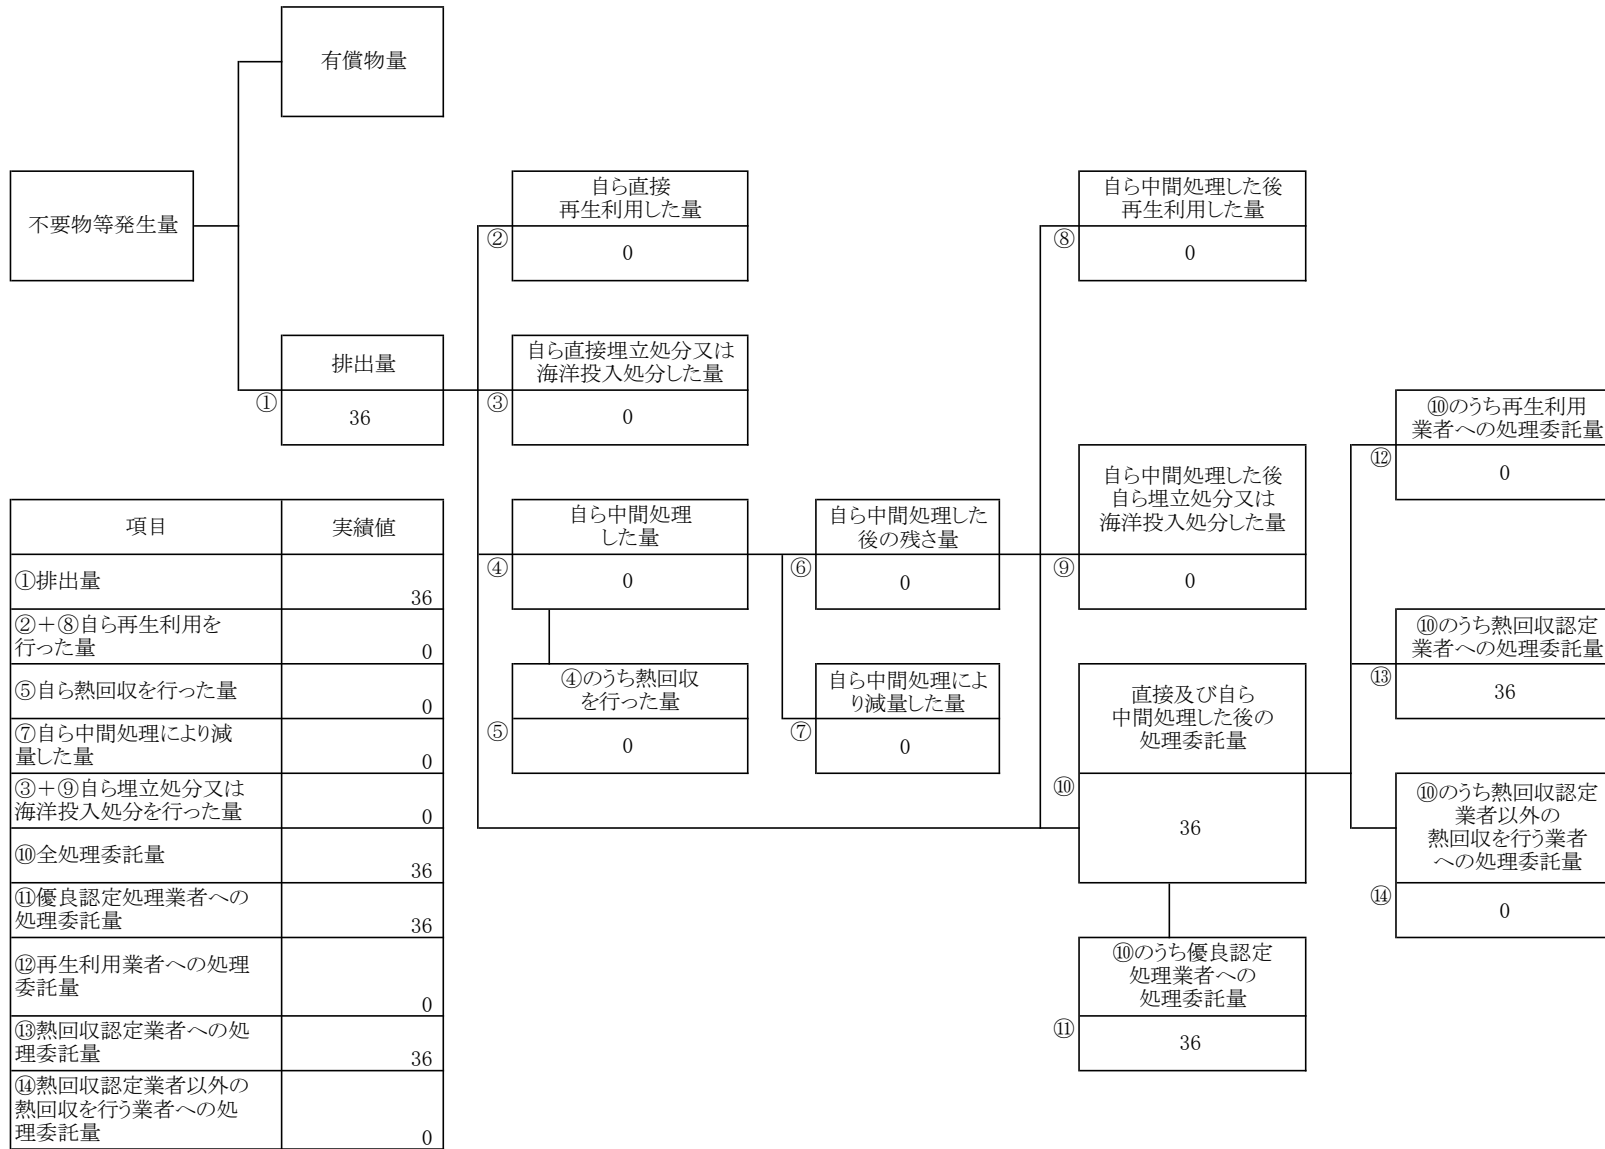 有償物量
不要物等発生量
自ら直接
再生利用した量
②
0
自ら中間処理した後
再生利用した量
⑧
0
排出量
①
36
自ら直接埋立処分又は
海洋投入処分した量
③
0
⑩のうち再生利用
業者への処理委託量
⑫
0
自ら中間処理
した量
④
0
自ら中間処理した
後の残さ量
⑥
0
自ら中間処理した後
自ら埋立処分又は
海洋投入処分した量
⑨
0
⑩のうち熱回収認定
業者への処理委託量
⑬
36
④のうち熱回収
を行った量
⑤
0
自ら中間処理によ
り減量した量
⑦
0
直接及び自ら
中間処理した後の
処理委託量
⑩
36
⑩のうち熱回収認定
業者以外の
熱回収を行う業者
への処理委託量
⑭
0
⑩のうち優良認定
処理業者への
処理委託量
⑪
36
項目 実績値
①排出量
36
②＋⑧自ら再生利用を
行った量
0
⑤自ら熱回収を行った量
0
⑦自ら中間処理により減
量した量
0
③＋⑨自ら埋立処分又は
海洋投入処分を行った量
0
⑩全処理委託量
36
⑪優良認定処理業者への
処理委託量
36
⑫再生利用業者への処理
委託量
0
⑬熱回収認定業者への処
理委託量
36
⑭熱回収認定業者以外の
熱回収を行う業者への処
理委託量
0